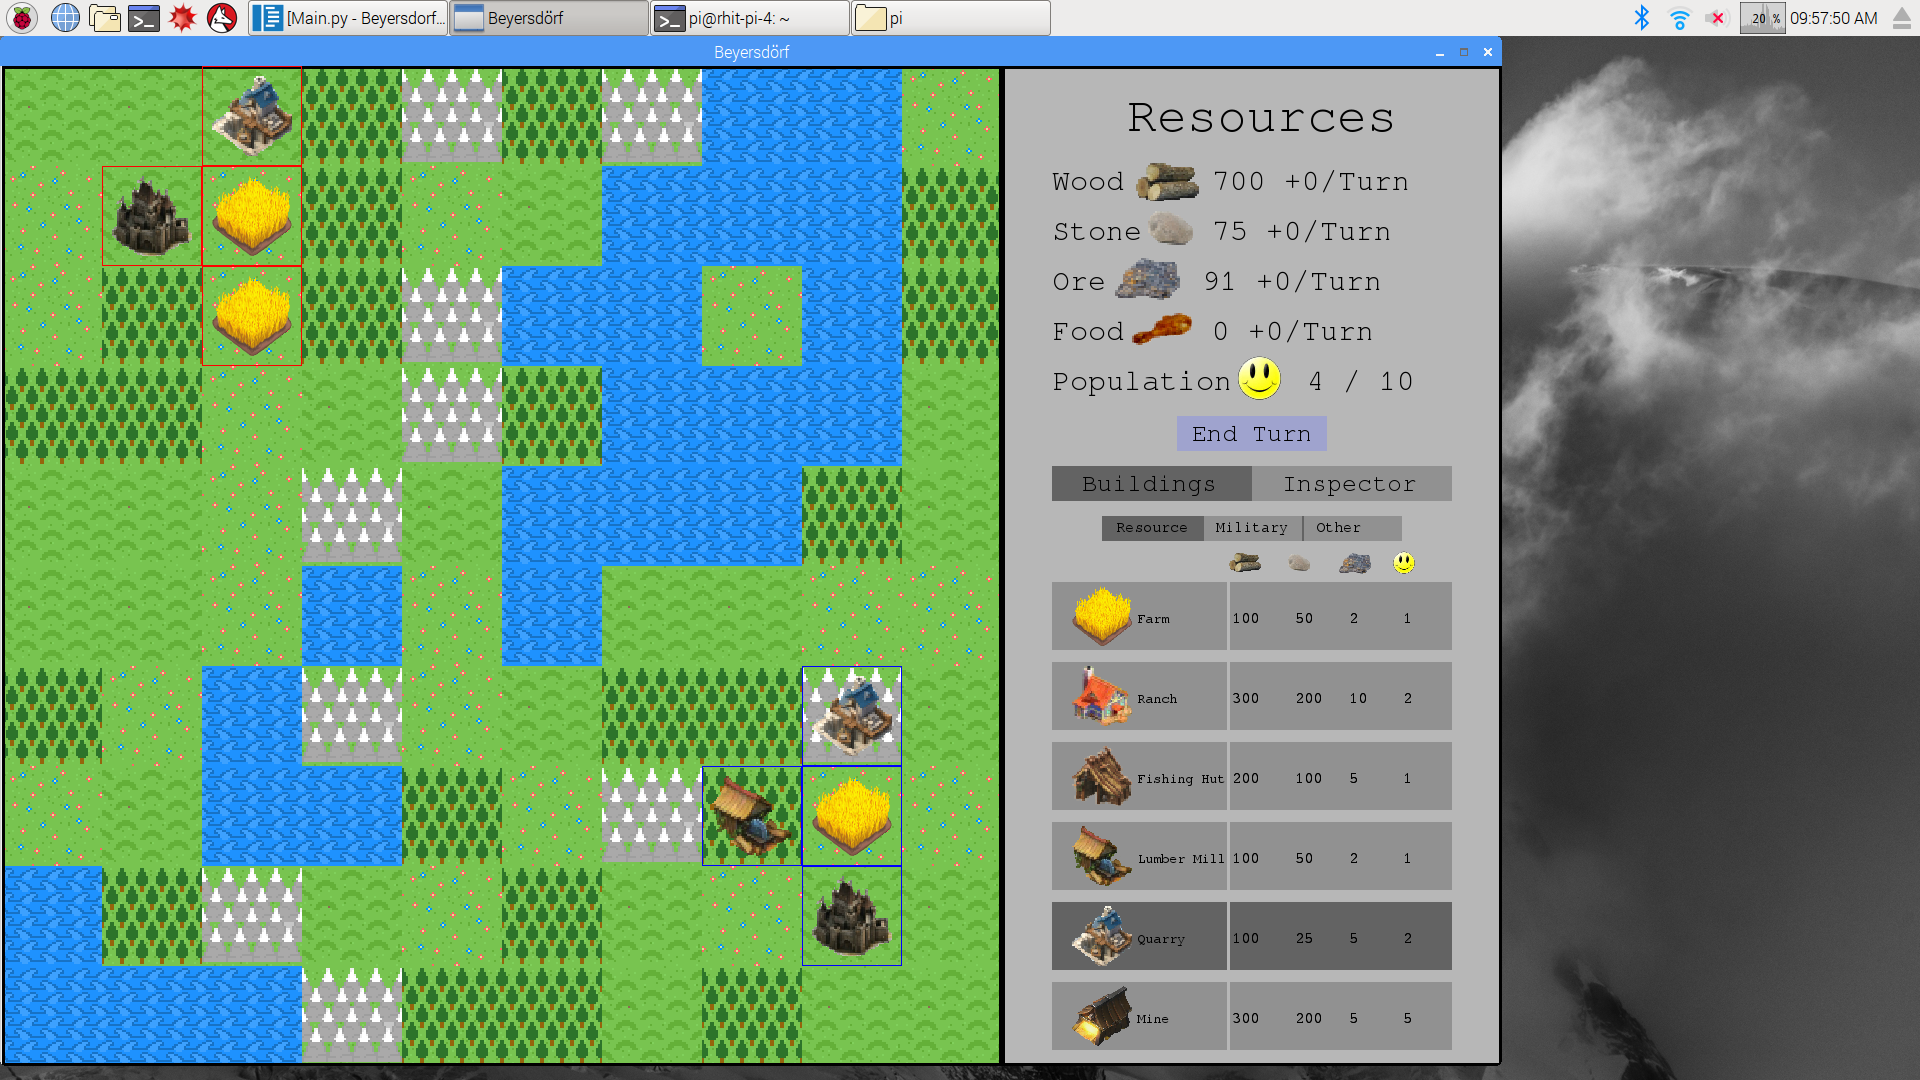 [Main.py - Beyersdorf...
Beyersdörf
pi@rhit-pi-4: ~
pi
20 %
09:57:50 AM
Beyersdörf
Resources
Wood 700 +0/Turn
Stone 75 +0/Turn
Ore 91 +0/Turn
Food 0 +0/Turn
Population 4 / 10
End Turn
Buildings Inspector
Resource Military Other
Farm 100 50 2 1
Ranch 300 200 10 2
Fishing Hut 200 100 5 1
Lumber Mill 100 50 2 1
Quarry 100 25 5 2
Mine 300 200 5 5